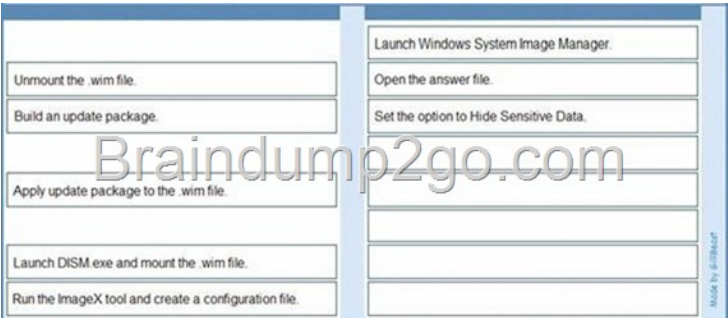 Launch Windows System Image Manager.
Unmount the .wim file.
Open the answer file.
Build an update package.
Set the option to Hide Sensitive Data.
Braindump2go.com
Apply update package to the .wim file.
Launch DISM.exe and mount the .wim file.
Run the ImageX tool and create a configuration file.